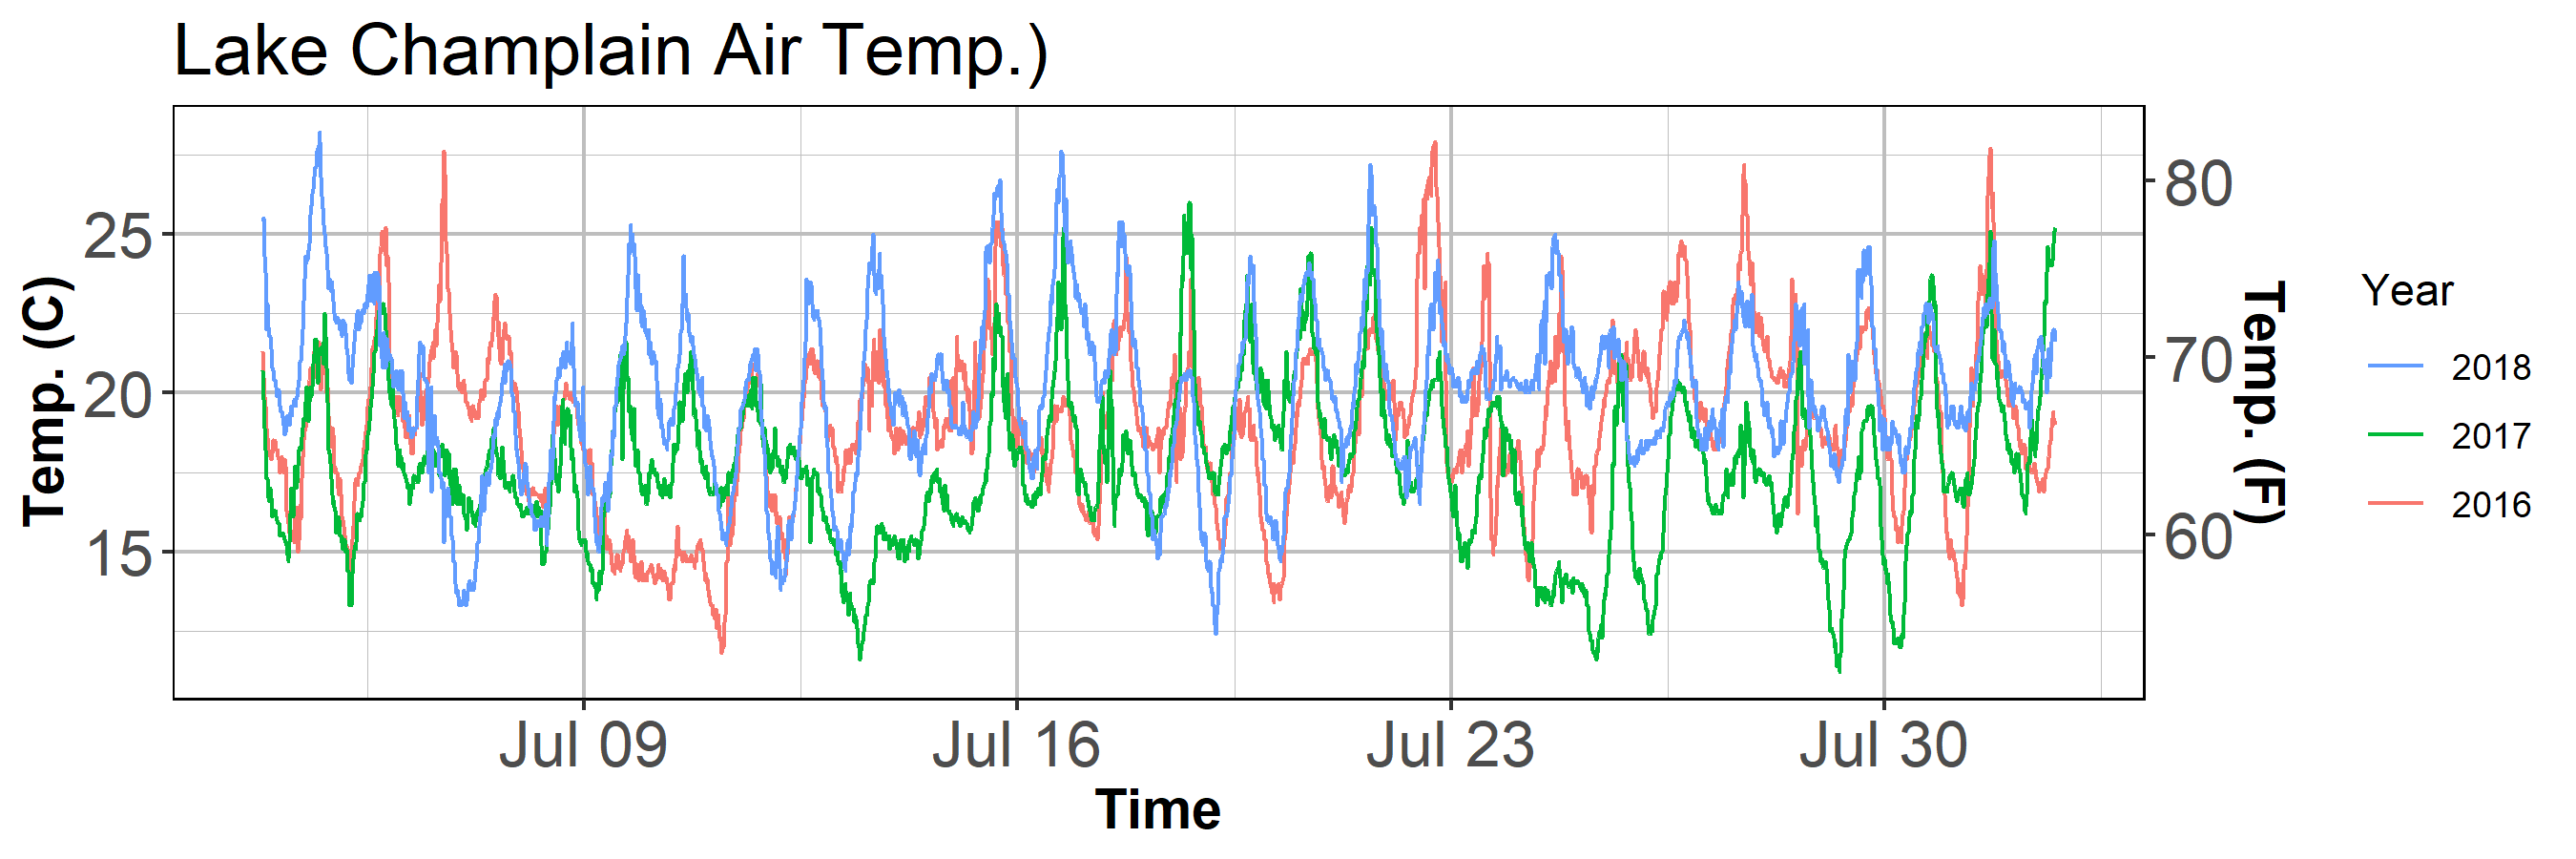 Lake Champlain Air Temp.)
Temp. (C)
25
20
15
80
70
60
Temp. (F)
Jul 09
Jul 16
Jul 23
Jul 30
Time
Year
2018
2017
2016